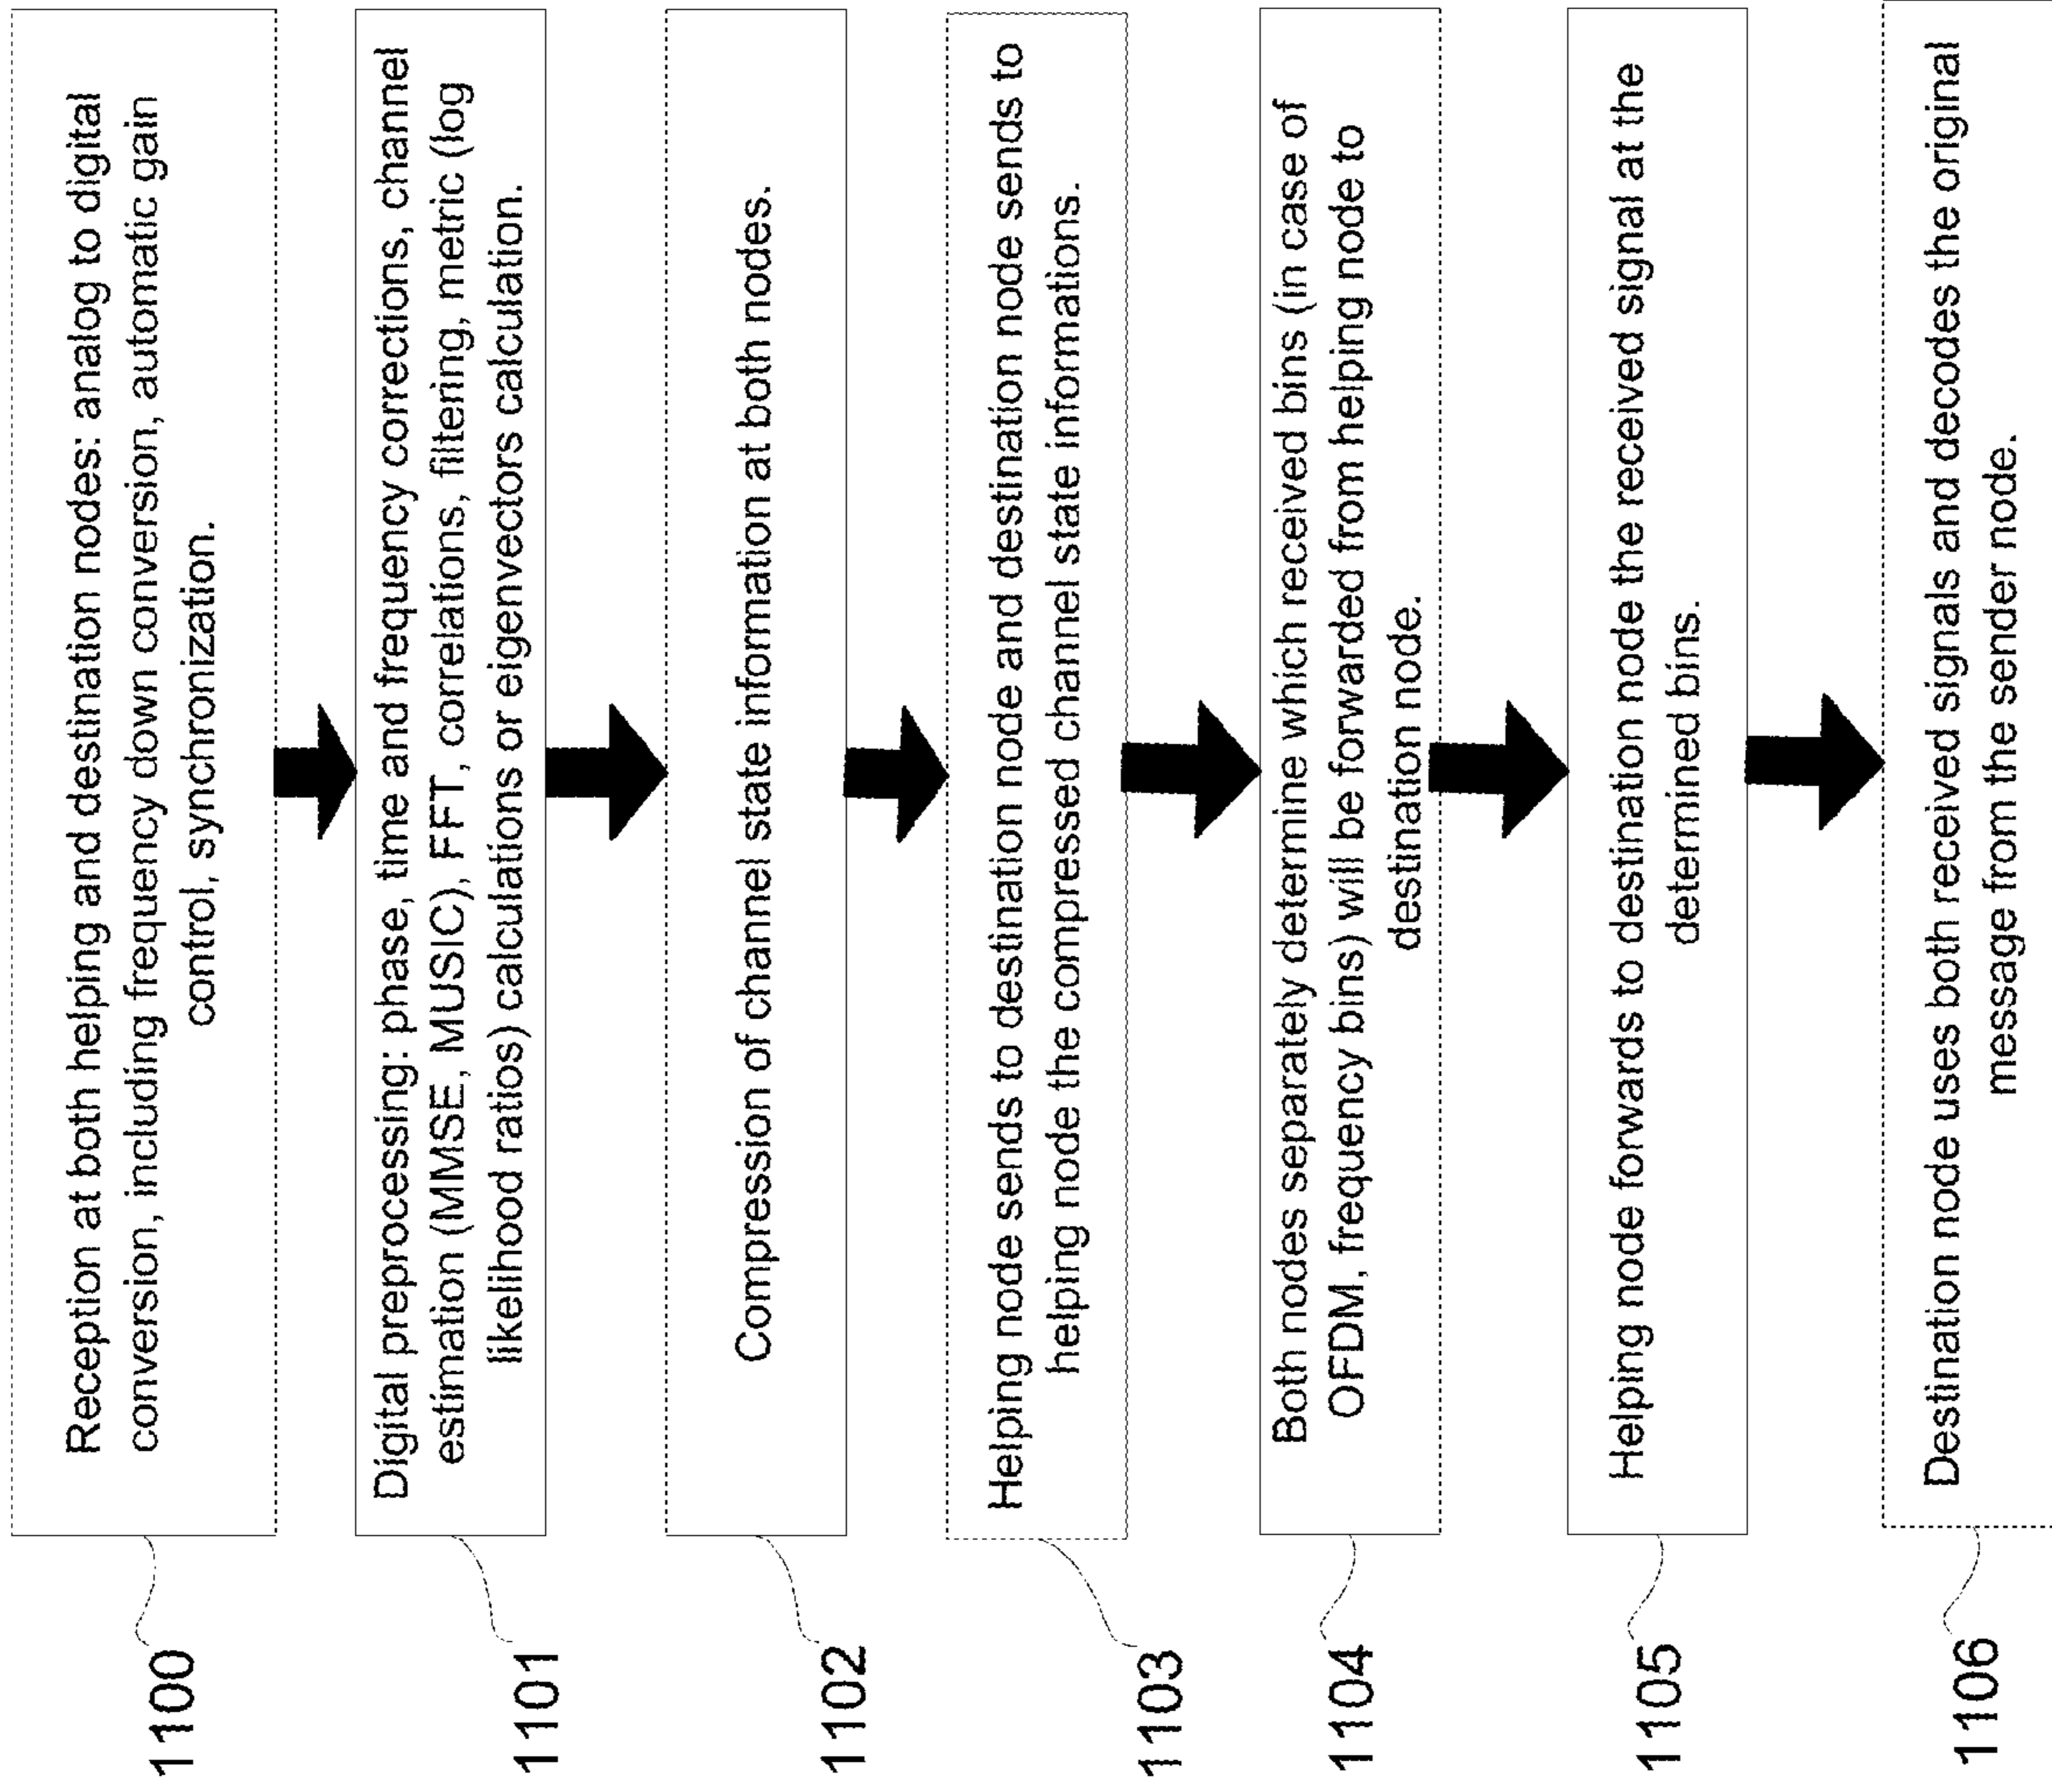 1100
Reception at both helping and destination nodes: analog to digital
conversion, including frequency down conversion, automatic gain
control, synchronization.
1101
Digital preprocessing: phase, time and frequency corrections, channel
estimation (MMSE, MUSIC), FFT, correlations, filtering, metric (log
likelihood ratios) calculations or eigenvectors calculation.
1102
Compression of channel state information at both nodes.
1103
Helping node sends to destination node and destination node sends to
helping node the compressed channel state informations.
1104
Both nodes separately determine which received bins (in case of
OFDM, frequency bins) will be forwarded from helping node to
destination node.
1105
Helping node forwards to destination node the received signal at the
determined bins.
1106
Destination node uses both received signals and decodes the original
message from the sender node.